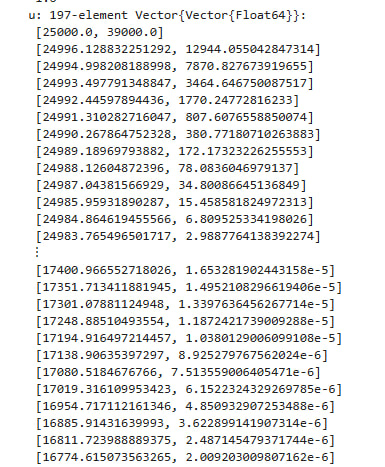 u: 197-element Vector{Vector{Float64}}:
[25000.0, 39000.0]
[24996.128832251292, 12944.055042847314]
[24994.998208188998, 7870.827673919655]
[24993.497791348847, 3464.646750087517]
[24992.44597894436, 1770.24772816233]
[24991.310282716047, 807.6076558850074]
[24990.267864752328, 380.77180710263883]
[24989.18969793882, 172.17323226255553]
[24988.12604872396, 78.0836046979137]
[24987.04381566929, 34.80086645136849]
[24985.95931890287, 15.458581824972313]
[24984.864619455566, 6.809525334198026]
[24983.765496501717, 2.9887764138392274]
⋮
[17400.966552718026, 1.653281902443158e-5]
[17351.713411881945, 1.4952108296619406e-5]
[17301.07881124948, 1.3397636456267714e-5]
[17248.88510493554, 1.1872421739009288e-5]
[17194.916497214457, 1.0380129006099108e-5]
[17138.90635397297, 8.925279767562024e-6]
[17080.5184676766, 7.513559006405471e-6]
[17019.316109953423, 6.1522324329269785e-6]
[16954.717112161346, 4.850932907253488e-6]
[16885.91431639993, 3.622899141907314e-6]
[16811.723988889375, 2.487145479371744e-6]
[16774.615073563265, 2.009203009807162e-6]